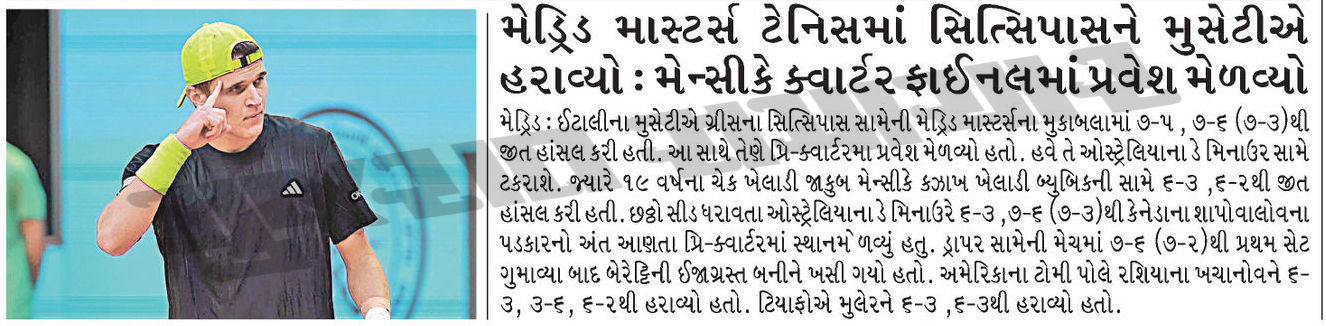 મેડ્રિડ માસ્ટર્સ ટેનિસમાં સિત્સિપાસને મુસેટીએ
હરાવ્યો : મેન્સીકે ક્વાર્ટર ફાઈનલમાં પ્રવેશ મેળવ્યો
મેડ્રિડ : ઈટાલીના મુસેટીએ ગ્રીસના સિત્સિપાસ સામેની મેડ્રિડ માસ્ટર્સના મુકાબલામાં ૭-૫ , ૭-૬ (૭-૩)થી
જીત હાંસલ કરી હતી. આ સાથે તેણે પ્રિ-ક્વાર્ટરમા પ્રવેશ મેળવ્યો હતો. હવે તે ઓસ્ટ્રેલિયાના ડે મિનાઉર સામે
ટકરાશે. જ્યારે ૧૯ વર્ષના ચેક ખેલાડી જાકુબ મેન્સીકે કઝાખ ખેલાડી બ્યુબિકની સામે ૬-૩ ,૬-૨થી જીત
હાંસલ કરી હતી. છઠ્ઠો સીડ ધરાવતા ઓસ્ટ્રેલિયાના ડે મિનાઉરે ૬-૩ ,૭-૬ (૭-૩)થી કેનેડાના શાપોવાલોવના
પડકારનો અંત આણતા પ્રિ-ક્વાર્ટરમાં સ્થાનમેળવ્યું હતુ. ડ્રાપર સામેની મેચમાં ૭-૬ (૭-૨)થી પ્રથમ સેટ
ગુમાવ્યા બાદ બેરેટ્ટિની ઈજાગ્રસ્ત બનીને ખસી ગયો હતો. અમેરિકાના ટોમી પોલે રશિયાના ખચાનોવને ૬-
૩, ૩-૬, ૬-૨થી હરાવ્યો હતો. ટિયાફોએ મુલેરને ૬-૩ ,૬-૩થી હરાવ્યો હતો.